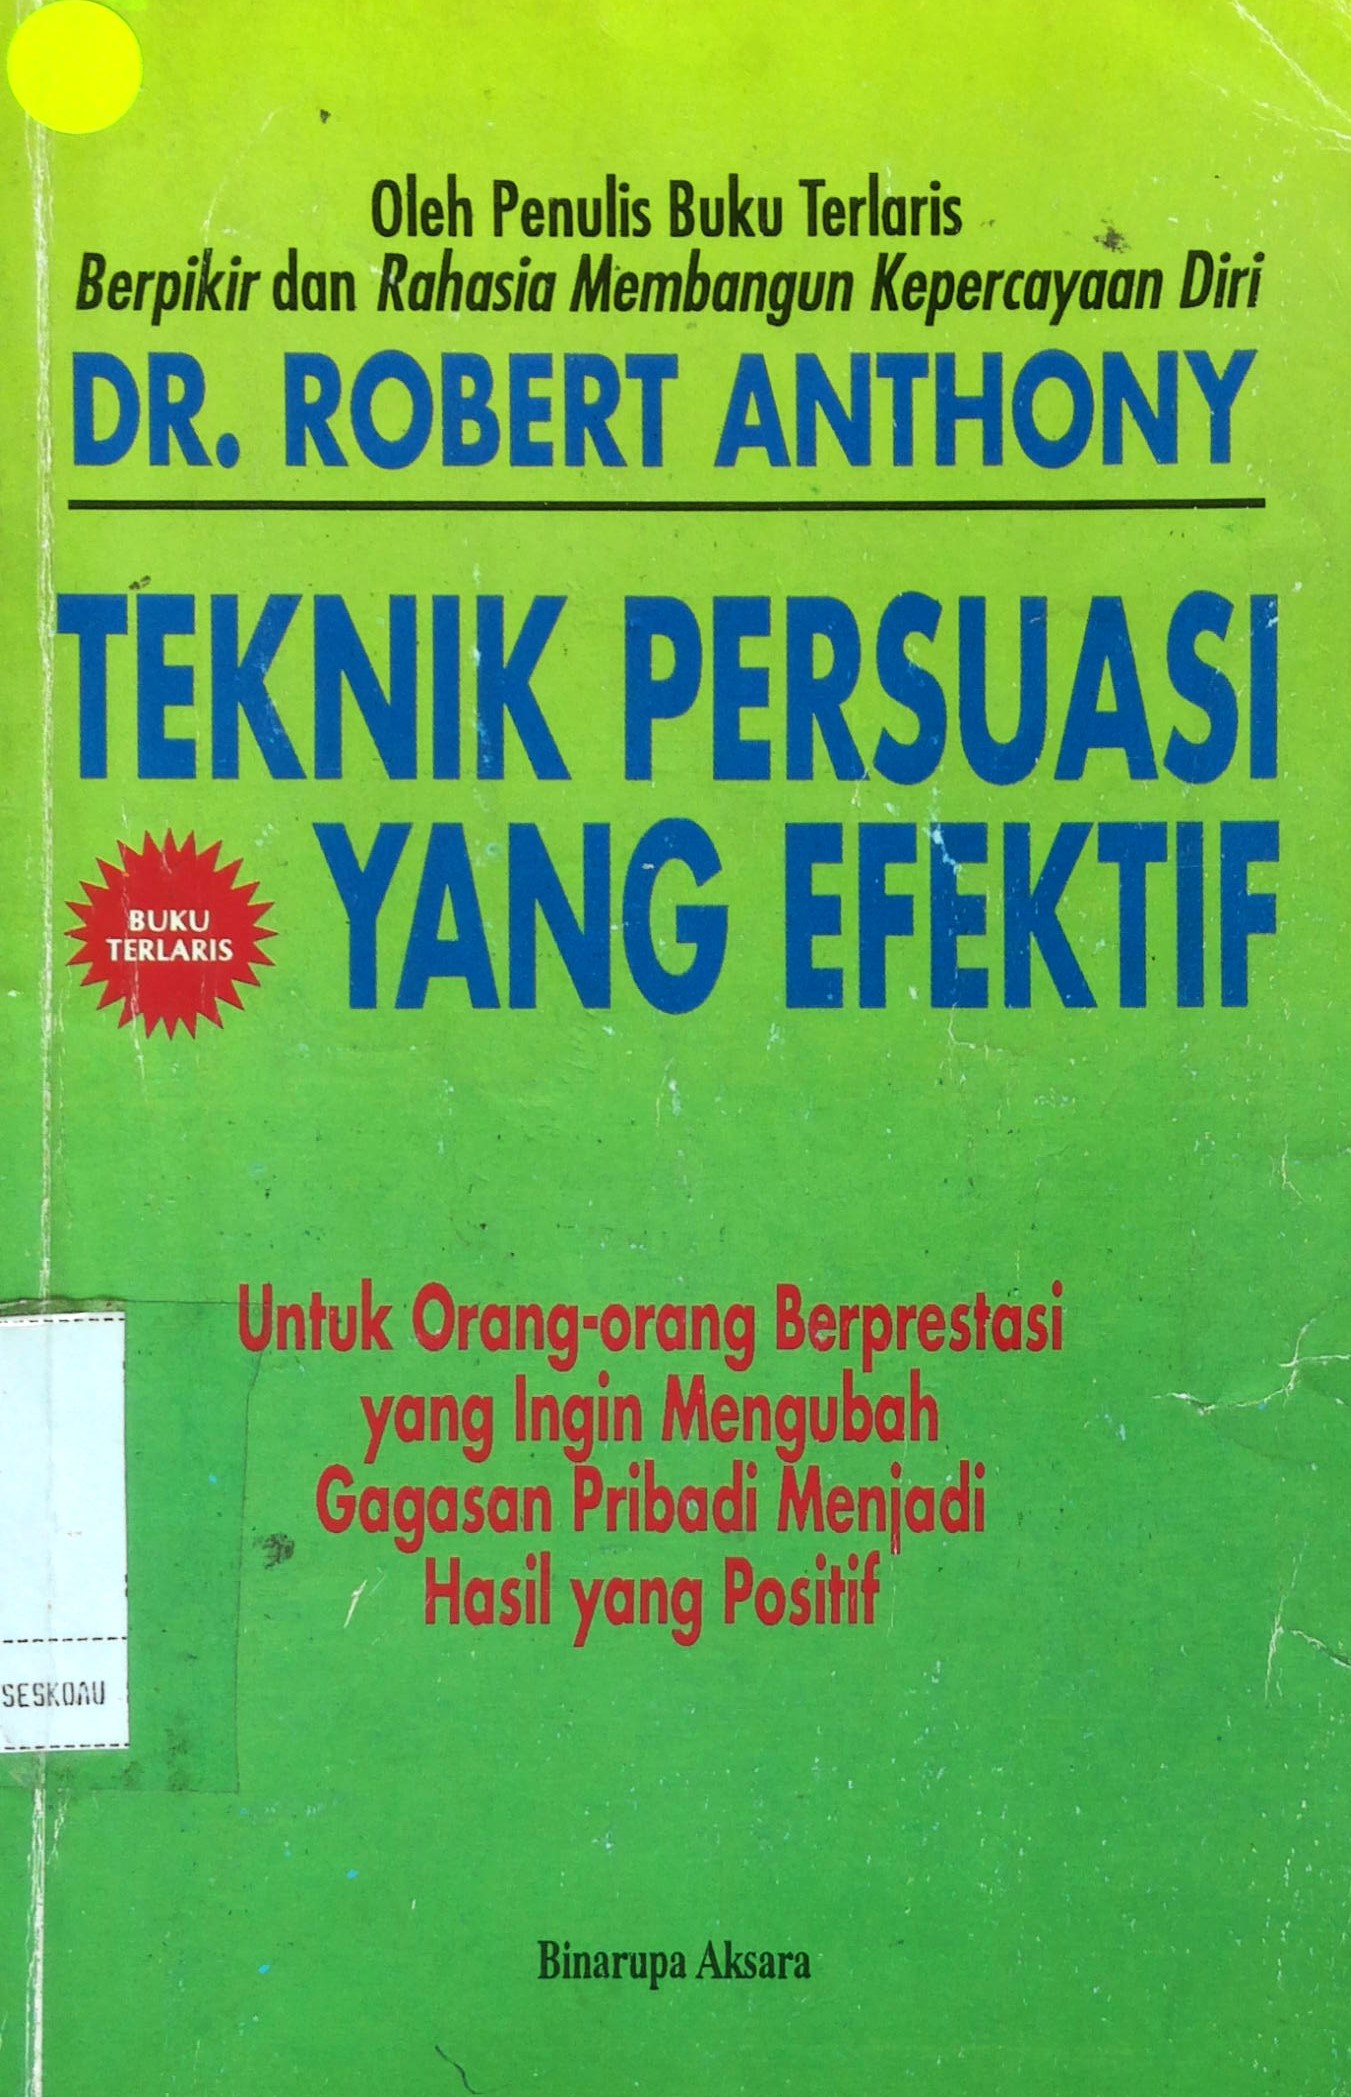 Oleh Penulis Buku Terlaris
Berpikir dan Rahasia Membangun Kepercayaan Diri
DR. ROBERT ANTHONY
TEKNIK PERSUASI
YANG EFEKTIF
BUKU
TERLARIS
Untuk Orang-orang Berprestasi
yang Ingin Mengubah
Gagasan Pribadi Menjadi
Hasil yang Positif
SESKOAU
Binarupa Aksara